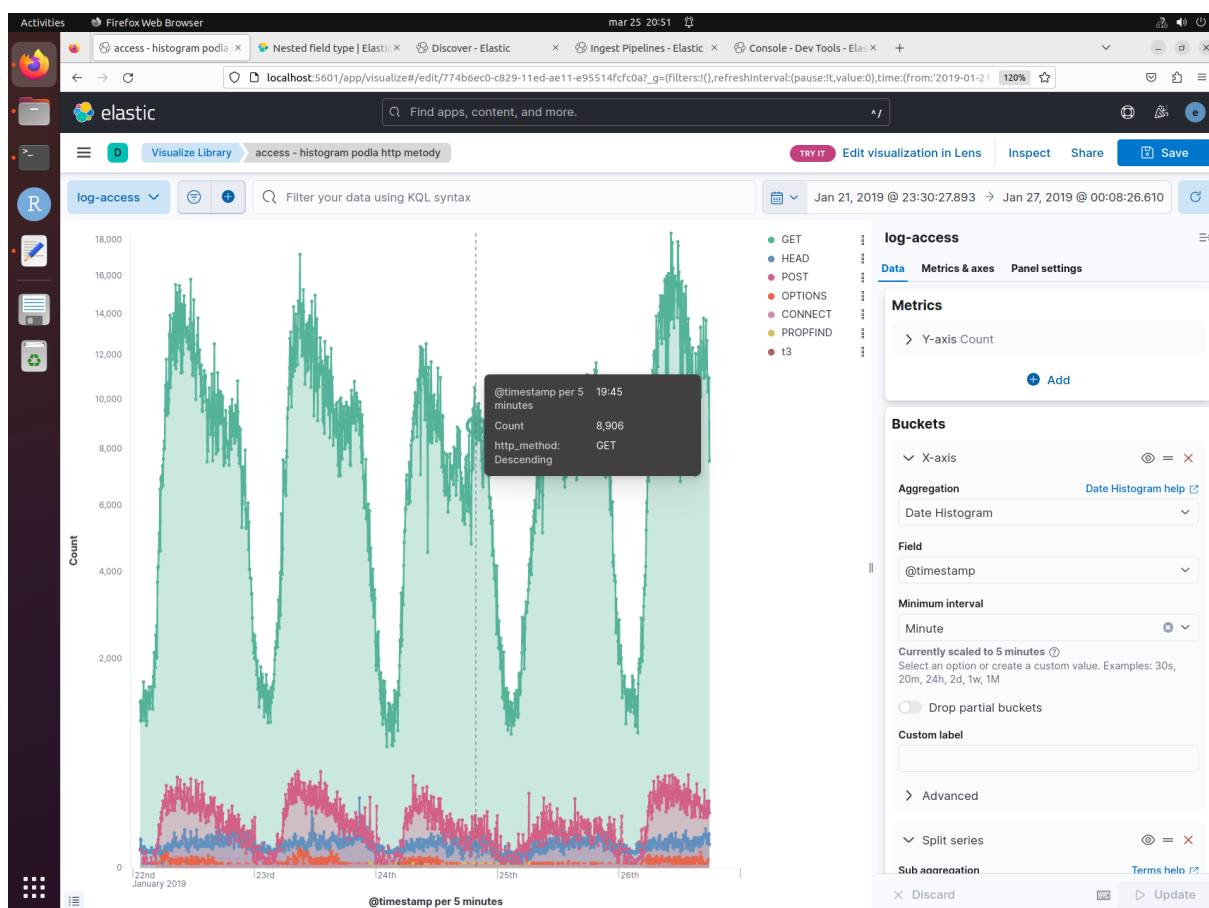 Activities Firefox Web Browser mar 25 20:51
access - histogram podla Nested field type | Elastic Discover - Elastic Ingest Pipelines - Elastic Console - Dev Tools - Elas
localhost:5601/app/visualize#/edit/774b6ec0-c829-11ed-ae11-e95514fcfc0a?_g=(filters:!(),refreshInterval:(pause:!t,value:0),time:(from:'2019-01-21 120%
elastic Find apps, content, and more. ^/ e
D Visualize Library access - histogram podla http metody TRY IT Edit visualization in Lens Inspect Share Save
log-access Filter your data using KQL syntax Jan 21, 2019 @ 23:30:27.893 → Jan 27, 2019 @ 00:08:26.610
18,000
16,000
14,000
12,000
10,000
8,000
6,000
4,000
2,000
0
Count
22nd 23rd 24th 25th 26th
January 2019
@timestamp per 5 minutes
@timestamp per 5 19:45
minutes
Count 8,906
http_method: GET
Descending
GET
HEAD
POST
OPTIONS
CONNECT
PROPFIND
t3
log-access
Data Metrics & axes Panel settings
Metrics
Y-axis Count
Add
Buckets
X-axis
Aggregation Date Histogram help
Date Histogram
Field
@timestamp
Minimum interval
Minute
Currently scaled to 5 minutes
Select an option or create a custom value. Examples: 30s,
20m, 24h, 2d, 1w, 1M
Drop partial buckets
Custom label
Advanced
Split series
Sub aggregation Terms help
Discard Update
R